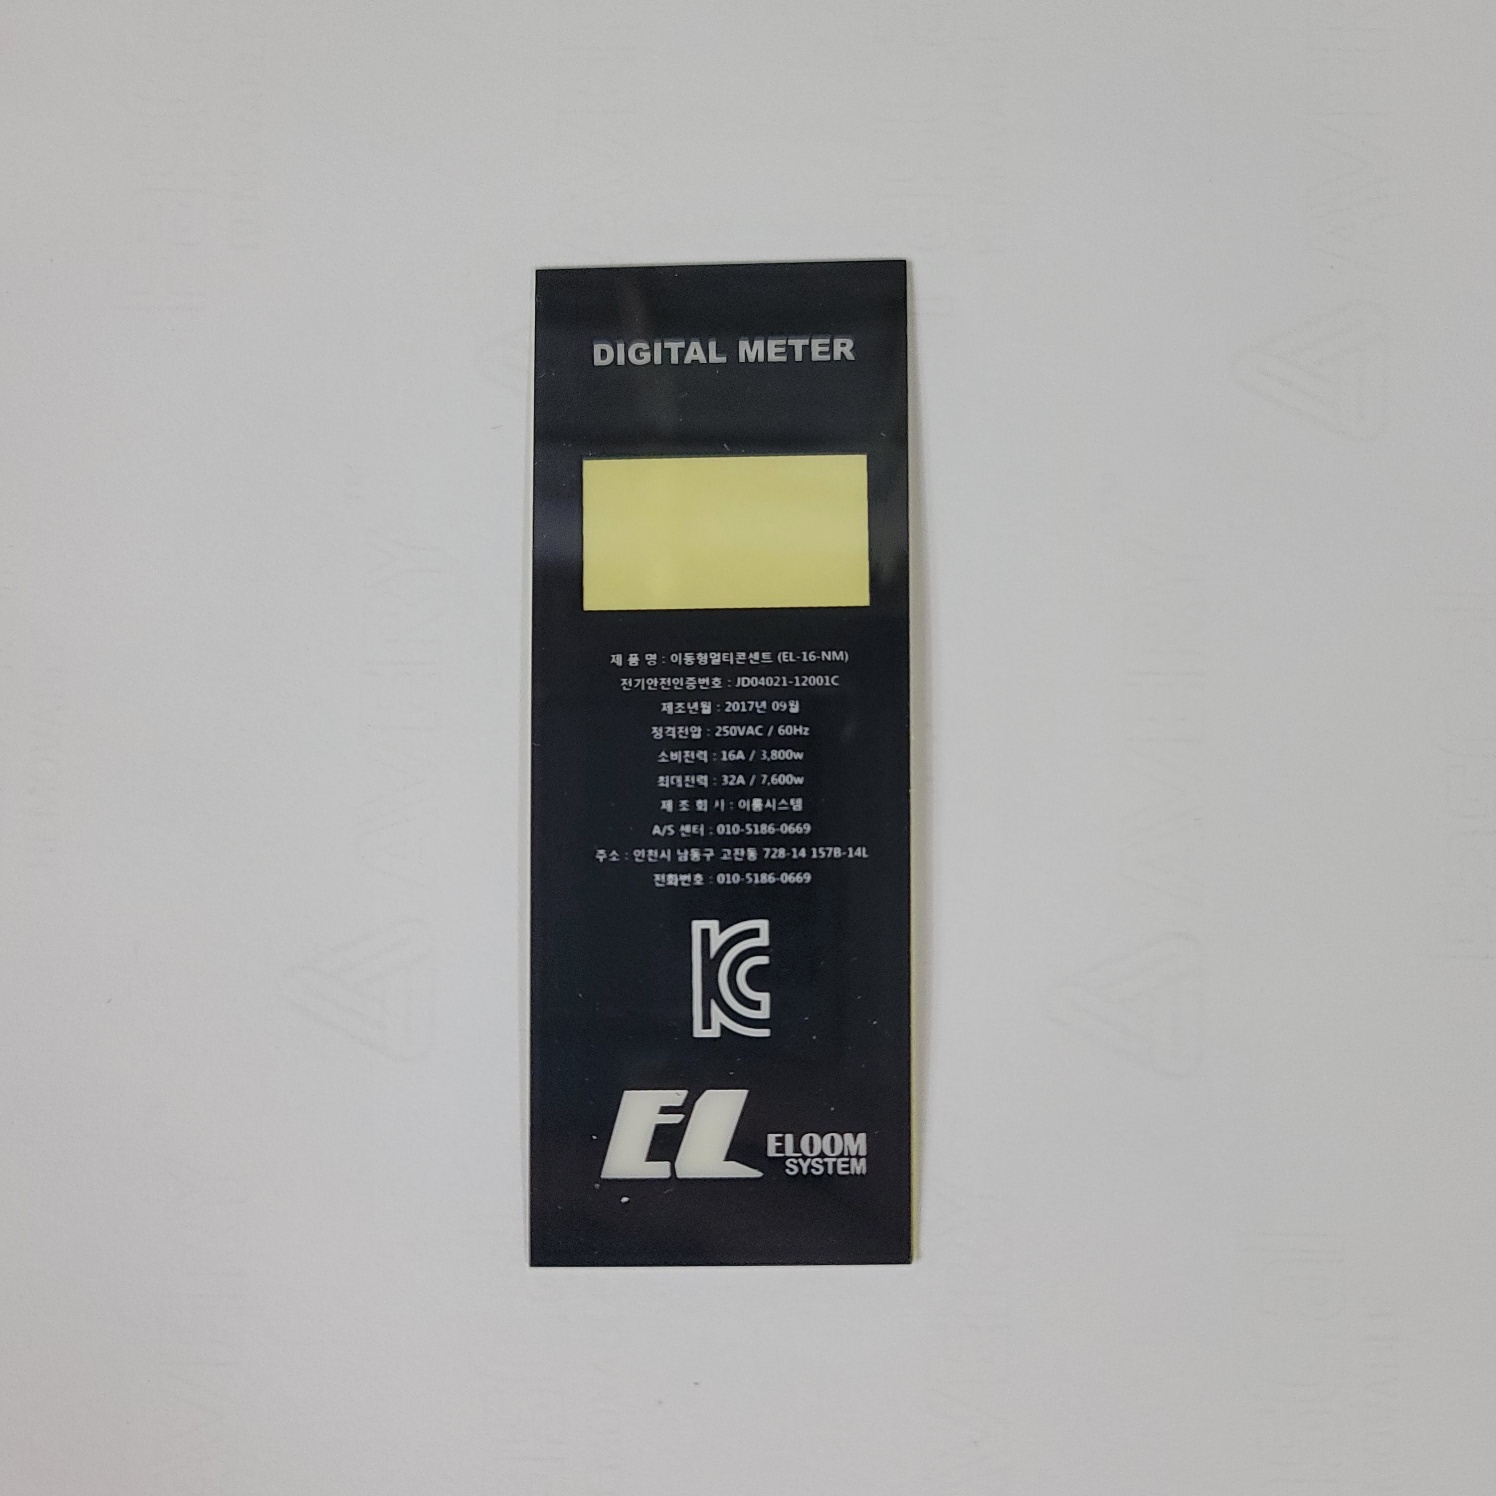 DIGITAL METER
제 품 명 : 이동형멀티콘센트 (EL-16-NM)
전기안전인증번호 : JD04021-12001C
제조년월 : 2017년 09월
정격전압 : 250VAC / 60Hz
소비전력 : 16A / 3,800w
최대전력 : 32A / 7,600w
제 조 회 사 : 이룸시스템
A/S 센터 : 010-5186-0669
주소 : 인천시 남동구 고잔동 728-14 157B-14L
전화번호 : 010-5186-0669
KC
EL ELOOM
SYSTEM